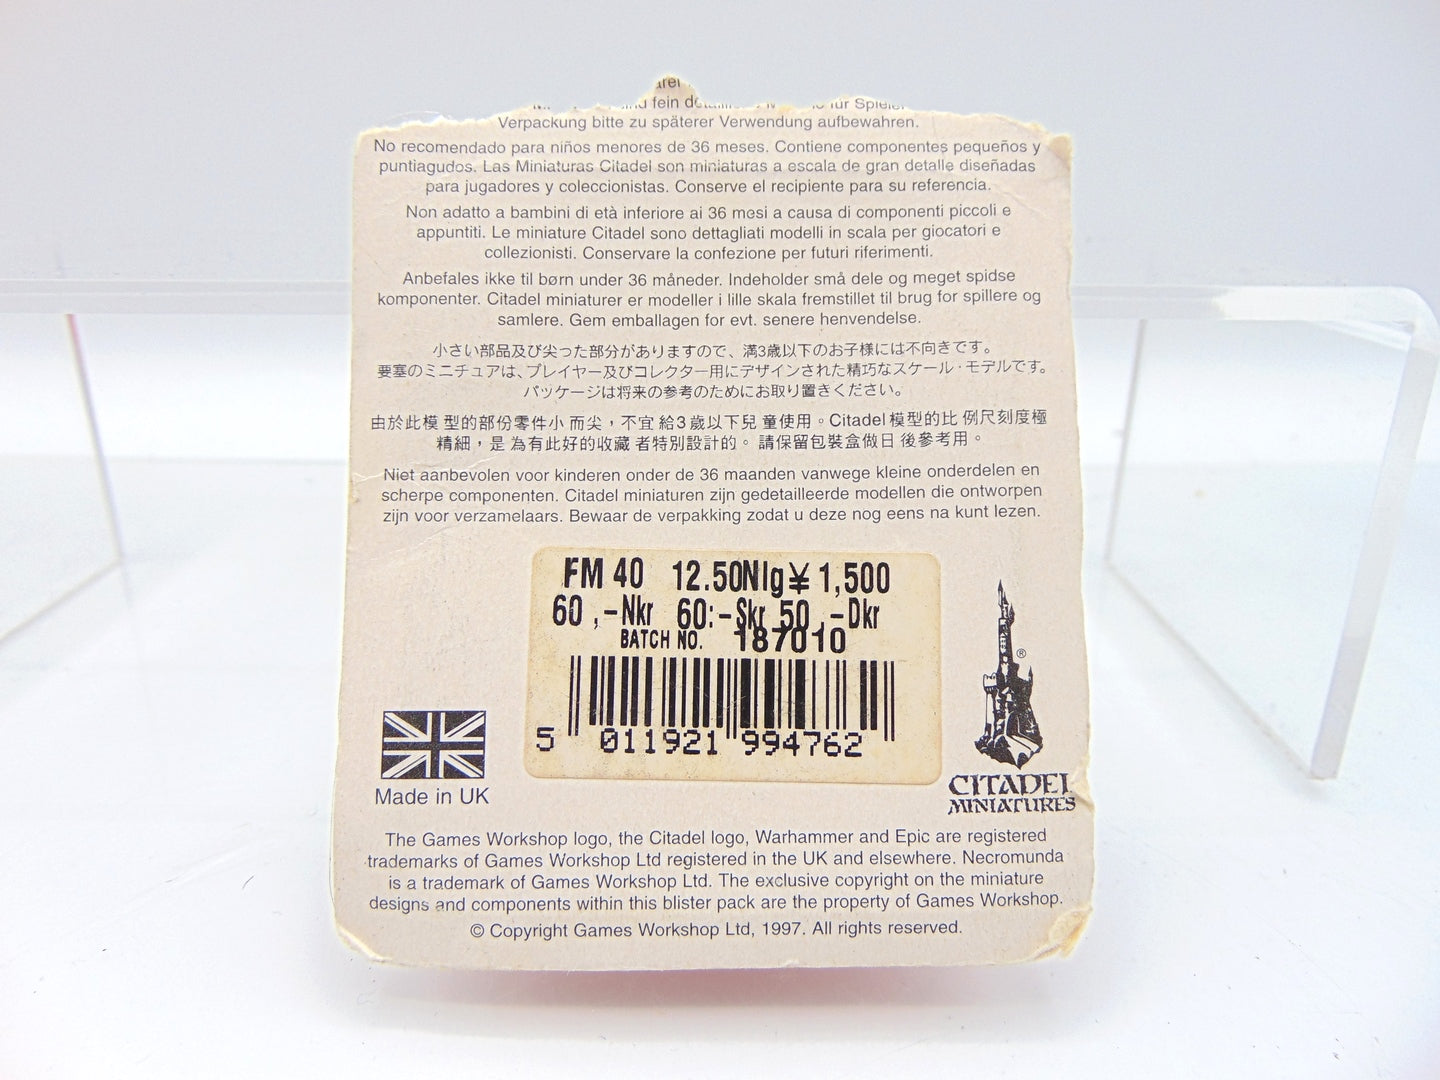 fein für Spieler
Verpackung bitte zu späterer Verwendung aufbewahren.
No recomendado para niños menores de 36 meses. Contiene componentes pequeños y
puntiagudos. Las Miniaturas Citadel son miniaturas a escala de gran detalle diseñadas
para jugadores y coleccionistas. Conserve el recipiente para su referencia.
Non adatto a bambini di età inferiore ai 36 mesi a causa di componenti piccoli e
appuntiti. Le miniature Citadel sono dettagliati modelli in scala per giocatori e
collezionisti. Conservare la confezione per futuri riferimenti.
Anbefales ikke til børn under 36 måneder. Indeholder små dele og meget spidse
komponenter. Citadel miniaturer er modeller i lille skala fremstillet til brug for spillere og
samlere. Gem emballagen for evt. senere henvendelse.
小さい部品及び尖った部分がありますので、満3歳以下のお子様には不向きです。
要塞のミニチュアは、プレイヤー及びコレクター用にデザインされた精巧なスケール・モデルです。
パッケージは将来の参考のためにお取り置きください。
由於此模 型的部份零件小 而尖，不宜 給3歲以下兒 童使用。Citadel模型的比 例尺刻度極
精細，是 為有此好的收藏 者特別設計的。 請保留包裝盒做日 後參考用。
Niet aanbevolen voor kinderen onder de 36 maanden vanwege kleine onderdelen en
scherpe componenten. Citadel miniaturen zijn gedetailleerde modellen die ontworpen
zijn voor verzamelaars. Bewaar de verpakking zodat u deze nog eens na kunt lezen.
FM 40 12.50Nlg¥ 1,500
60 ,-Nkr 60:-Skr 50 ,-Dkr
BATCH NO. 187010
5 011921 994762
®
CITADEL
MINIATURES
Made in UK
The Games Workshop logo, the Citadel logo, Warhammer and Epic are registered
trademarks of Games Workshop Ltd registered in the UK and elsewhere. Necromunda
is a trademark of Games Workshop Ltd. The exclusive copyright on the miniature
designs and components within this blister pack are the property of Games Workshop.
© Copyright Games Workshop Ltd, 1997. All rights reserved.